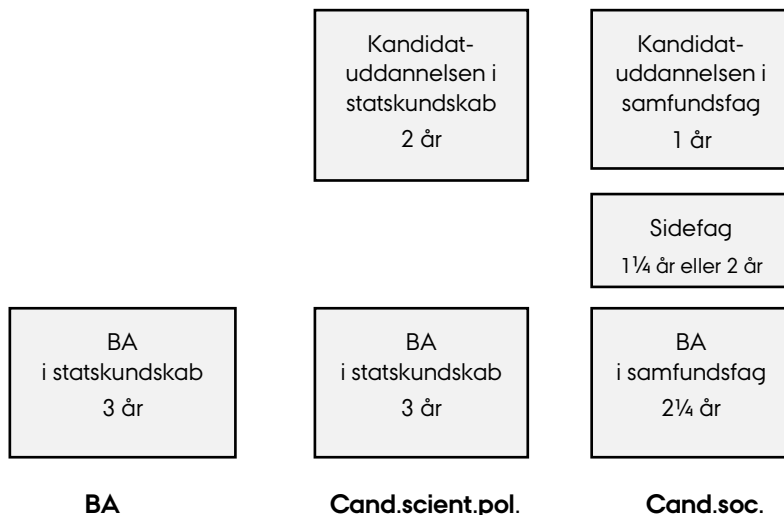 Kandidat-
uddannelsen i
statskundskab
2 år
Kandidat-
uddannelsen i
samfundsfag
1 år
Sidefag
1¼ år eller 2 år
BA
i statskundskab
3 år
BA
i statskundskab
3 år
BA
i samfundsfag
2¼ år
BA
Cand.scient.pol.
Cand.soc.